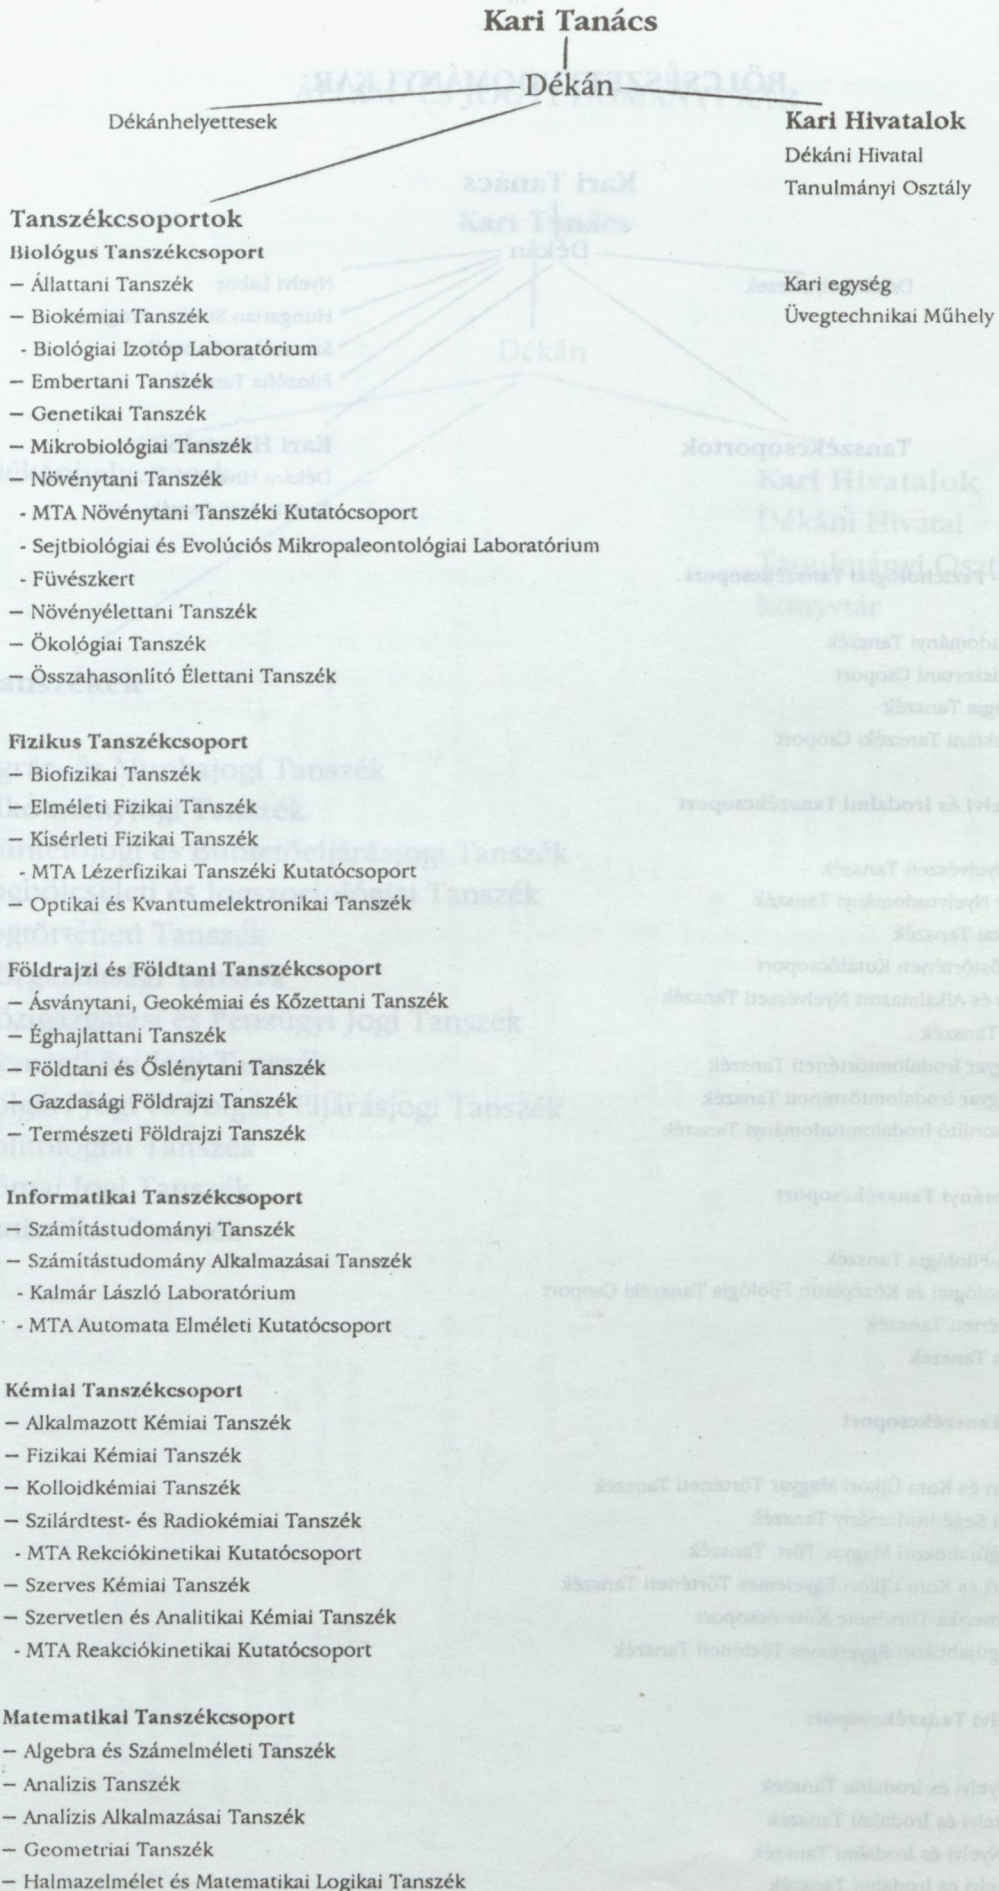 Kari Tanács
Dékán
Dékánhelyettesek
Kari Hivatalok
Dékáni Hivatal
Tanulmányi Osztály
Kari egység
Üvegtechnikai Műhely
Tanszékcsoportok
Biológus Tanszékcsoport
– Állattani Tanszék
– Biokémiai Tanszék
- Biológiai Izotóp Laboratórium
– Embertani Tanszék
– Genetikai Tanszék
– Mikrobiológiai Tanszék
– Növénytani Tanszék
- MTA Növénytani Tanszéki Kutatócsoport
- Sejtbiológiai és Evolúciós Mikropaleontológiai Laboratórium
- Füvészkert
– Növényélettani Tanszék
– Ökológiai Tanszék
– Összahasonlító Élettani Tanszék
Fizikus Tanszékcsoport
– Biofizikai Tanszék
– Elméleti Fizikai Tanszék
– Kísérleti Fizikai Tanszék
- MTA Lézerfizikai Tanszéki Kutatócsoport
– Optikai és Kvantumelektronikai Tanszék
Földrajzi és Földtani Tanszékcsoport
– Ásványtani, Geokémiai és Kőzettani Tanszék
– Éghajlattani Tanszék
– Földtani és Őslénytani Tanszék
– Gazdasági Földrajzi Tanszék
– Természeti Földrajzi Tanszék
Informatikai Tanszékcsoport
– Számítástudományi Tanszék
– Számítástudomány Alkalmazásai Tanszék
- Kalmár László Laboratórium
- MTA Automata Elméleti Kutatócsoport
Kémiai Tanszékcsoport
– Alkalmazott Kémiai Tanszék
– Fizikai Kémiai Tanszék
– Kolloidkémiai Tanszék
– Szilárdtest- és Radiokémiai Tanszék
- MTA Rekciókinetikai Kutatócsoport
– Szerves Kémiai Tanszék
– Szervetlen és Analitikai Kémiai Tanszék
- MTA Reakciókinetikai Kutatócsoport
Matematikai Tanszékcsoport
– Algebra és Számelméleti Tanszék
– Analízis Tanszék
– Analízis Alkalmazásai Tanszék
– Geometriai Tanszék
– Halmazelmélet és Matematikai Logikai Tanszék